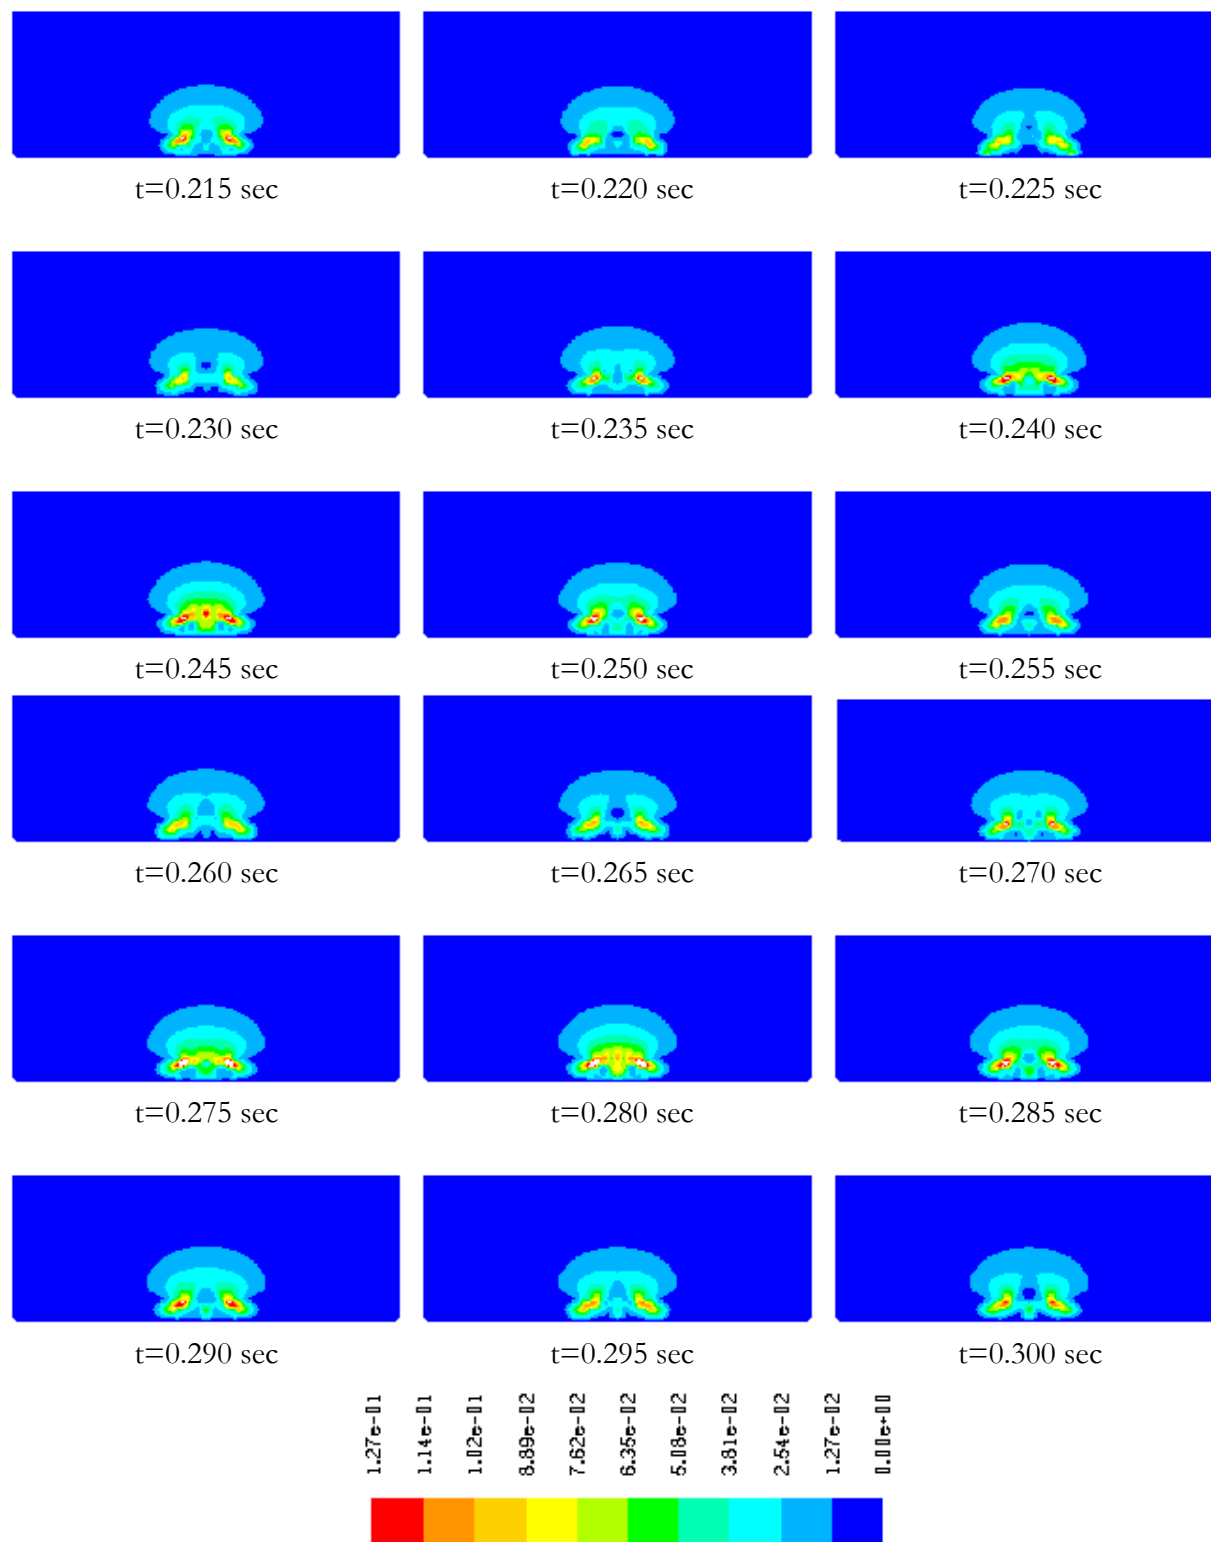 t=0.215 sec
t=0.220 sec
t=0.225 sec
t=0.230 sec
t=0.235 sec
t=0.240 sec
t=0.245 sec
t=0.250 sec
t=0.255 sec
t=0.260 sec
t=0.265 sec
t=0.270 sec
t=0.275 sec
t=0.280 sec
t=0.285 sec
t=0.290 sec
t=0.295 sec
t=0.300 sec
1.27e-01
1.14e-01
1.02e-01
8.89e-02
7.62e-02
6.35e-02
5.08e-02
3.81e-02
2.54e-02
1.27e-02
0.00e+00